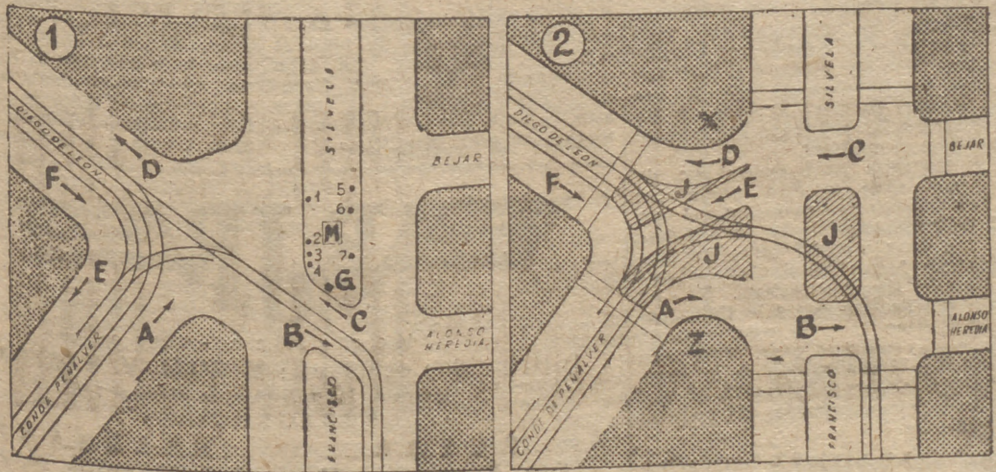 1
SILVELA
DIEGO DE LEON
D
F
1
5
6
M
2
3
4
7
G
BEJAR
E
A
B
C
ALONSO
HEREDIA
CONDE PEÑALVER
FRANCISCO
2
SILVELA
DIEGO DE LEON
D
C
BEJAR
F
J
E
J
J
A
B
Z
ALONSO
HEREDIA
CONDE DE PEÑALVER
FRANCISCO